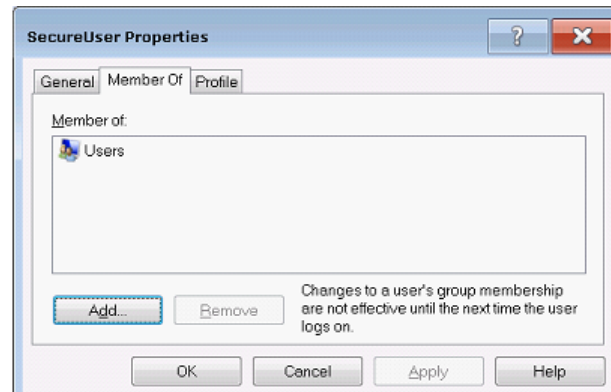 SecureUser Properties
General Member Of Profile
Member of:
Users
Add... Remove
Changes to a user's group membership
are not effective until the next time the user
logs on.
OK Cancel Apply Help